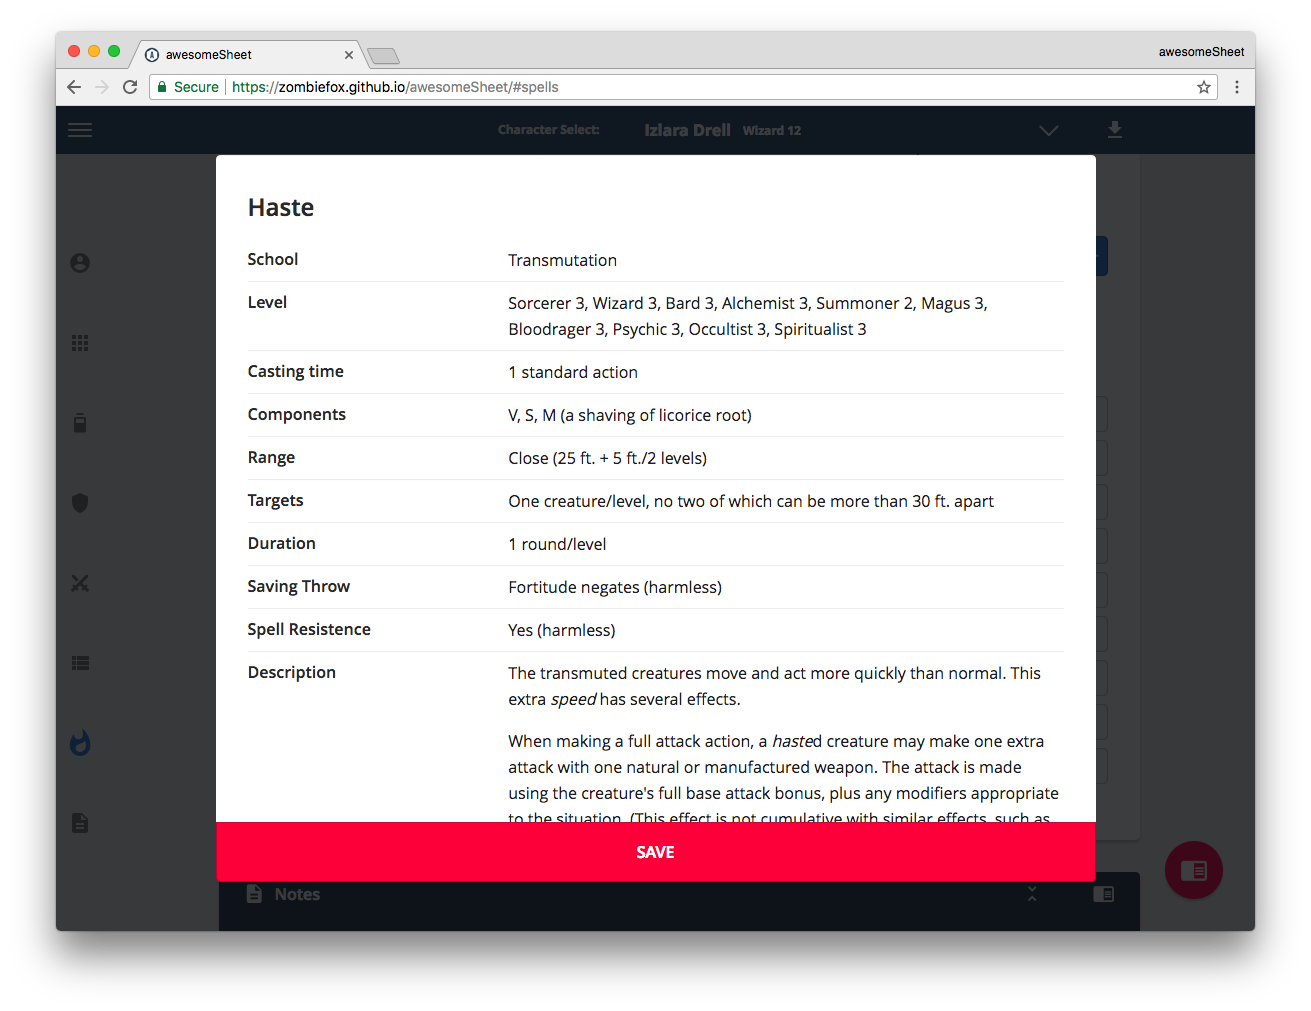 awesomeSheet
awesomeSheet
Secure https://zombiefox.github.io/awesomeSheet/#spells
Character Select: Izlara Drell Wizard 12
Haste
School Transmutation
Level Sorcerer 3, Wizard 3, Bard 3, Alchemist 3, Summoner 2, Magus 3,
Bloodrager 3, Psychic 3, Occultist 3, Spiritualist 3
Casting time 1 standard action
Components V, S, M (a shaving of licorice root)
Range Close (25 ft. + 5 ft./2 levels)
Targets One creature/level, no two of which can be more than 30 ft. apart
Duration 1 round/level
Saving Throw Fortitude negates (harmless)
Spell Resistence Yes (harmless)
Description The transmuted creatures move and act more quickly than normal. This
extra speed has several effects.
When making a full attack action, a hasted creature may make one extra
attack with one natural or manufactured weapon. The attack is made
using the creature's full base attack bonus, plus any modifiers appropriate
to the situation. (This effect is not cumulative with similar effects, such as
SAVE
Notes